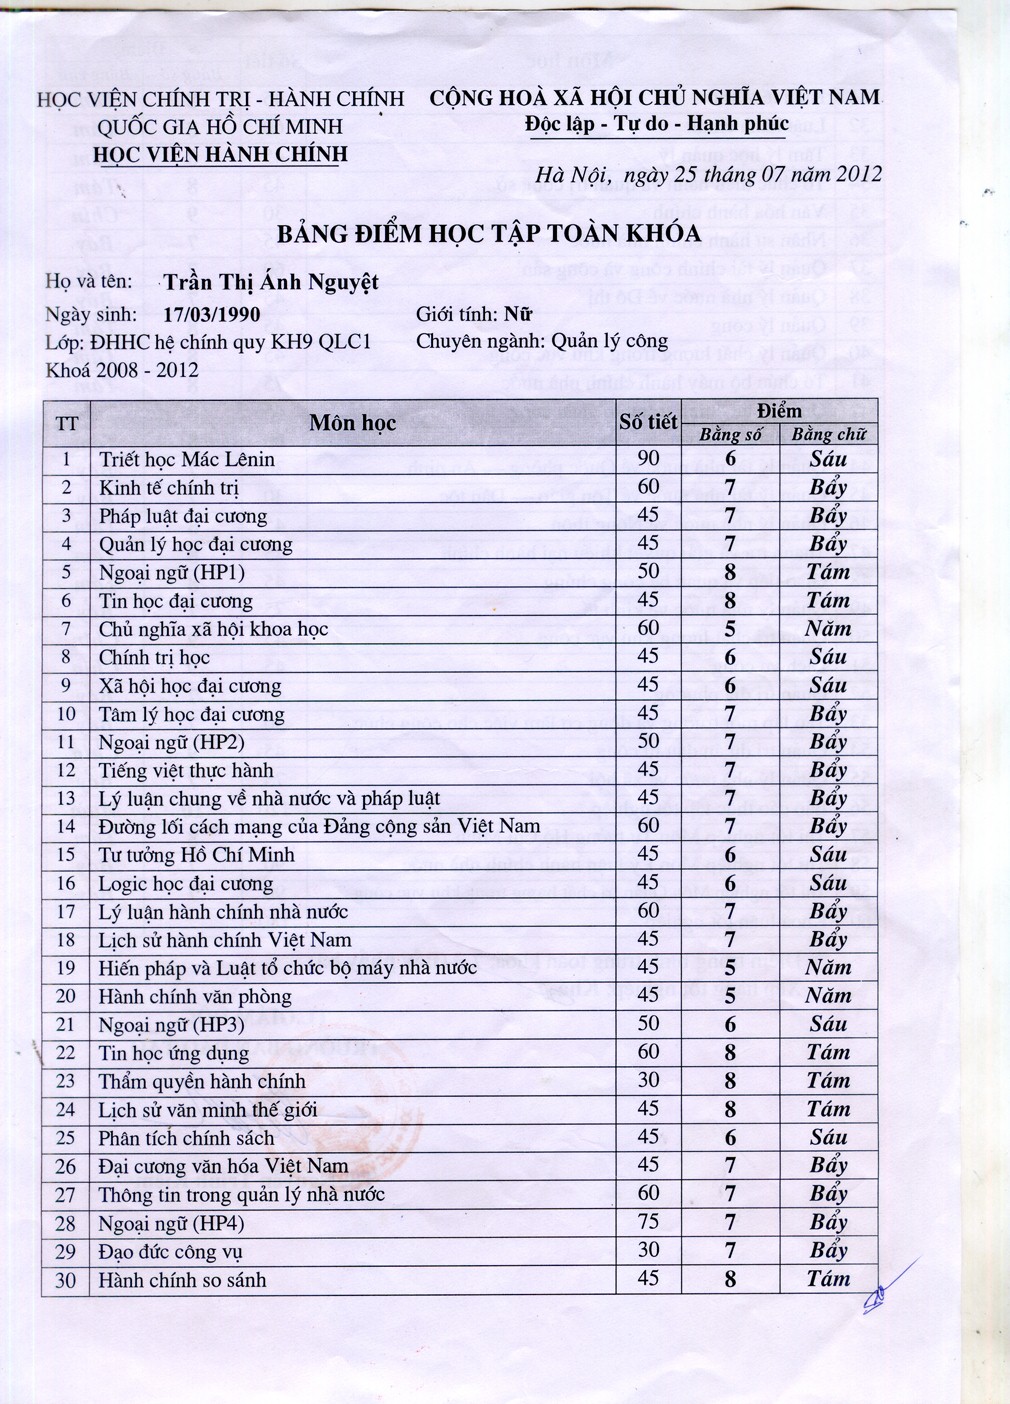 HỌC VIỆN CHÍNH TRỊ - HÀNH CHÍNH
QUỐC GIA HỒ CHÍ MINH
HỌC VIỆN HÀNH CHÍNH
CỘNG HOÀ XÃ HỘI CHỦ NGHĨA VIỆT NAM
Độc lập - Tự do - Hạnh phúc
Hà Nội, ngày 25 tháng 07 năm 2012
BẢNG ĐIỂM HỌC TẬP TOÀN KHÓA
Họ và tên: Trần Thị Ánh Nguyệt
Ngày sinh: 17/03/1990 Giới tính: Nữ
Lớp: ĐHHC hệ chính quy KH9 QLC1 Chuyên ngành: Quản lý công
Khoá 2008 - 2012
TT Môn học Số tiết Điểm
Bằng số Bằng chữ
1 Triết học Mác Lênin 90 6 Sáu
2 Kinh tế chính trị 60 7 Bẩy
3 Pháp luật đại cương 45 7 Bẩy
4 Quản lý học đại cương 45 7 Bẩy
5 Ngoại ngữ (HP1) 50 8 Tám
6 Tin học đại cương 45 8 Tám
7 Chủ nghĩa xã hội khoa học 60 5 Năm
8 Chính trị học 45 6 Sáu
9 Xã hội học đại cương 45 6 Sáu
10 Tâm lý học đại cương 45 7 Bẩy
11 Ngoại ngữ (HP2) 50 7 Bẩy
12 Tiếng việt thực hành 45 7 Bẩy
13 Lý luận chung về nhà nước và pháp luật 45 7 Bẩy
14 Đường lối cách mạng của Đảng cộng sản Việt Nam 60 7 Bẩy
15 Tư tưởng Hồ Chí Minh 45 6 Sáu
16 Logic học đại cương 45 6 Sáu
17 Lý luận hành chính nhà nước 60 7 Bẩy
18 Lịch sử hành chính Việt Nam 45 7 Bẩy
19 Hiến pháp và Luật tổ chức bộ máy nhà nước 45 5 Năm
20 Hành chính văn phòng 45 5 Năm
21 Ngoại ngữ (HP3) 50 6 Sáu
22 Tin học ứng dụng 60 8 Tám
23 Thẩm quyền hành chính 30 8 Tám
24 Lịch sử văn minh thế giới 45 8 Tám
25 Phân tích chính sách 45 6 Sáu
26 Đại cương văn hóa Việt Nam 45 7 Bẩy
27 Thông tin trong quản lý nhà nước 60 7 Bẩy
28 Ngoại ngữ (HP4) 75 7 Bẩy
29 Đạo đức công vụ 30 7 Bẩy
30 Hành chính so sánh 45 8 Tám